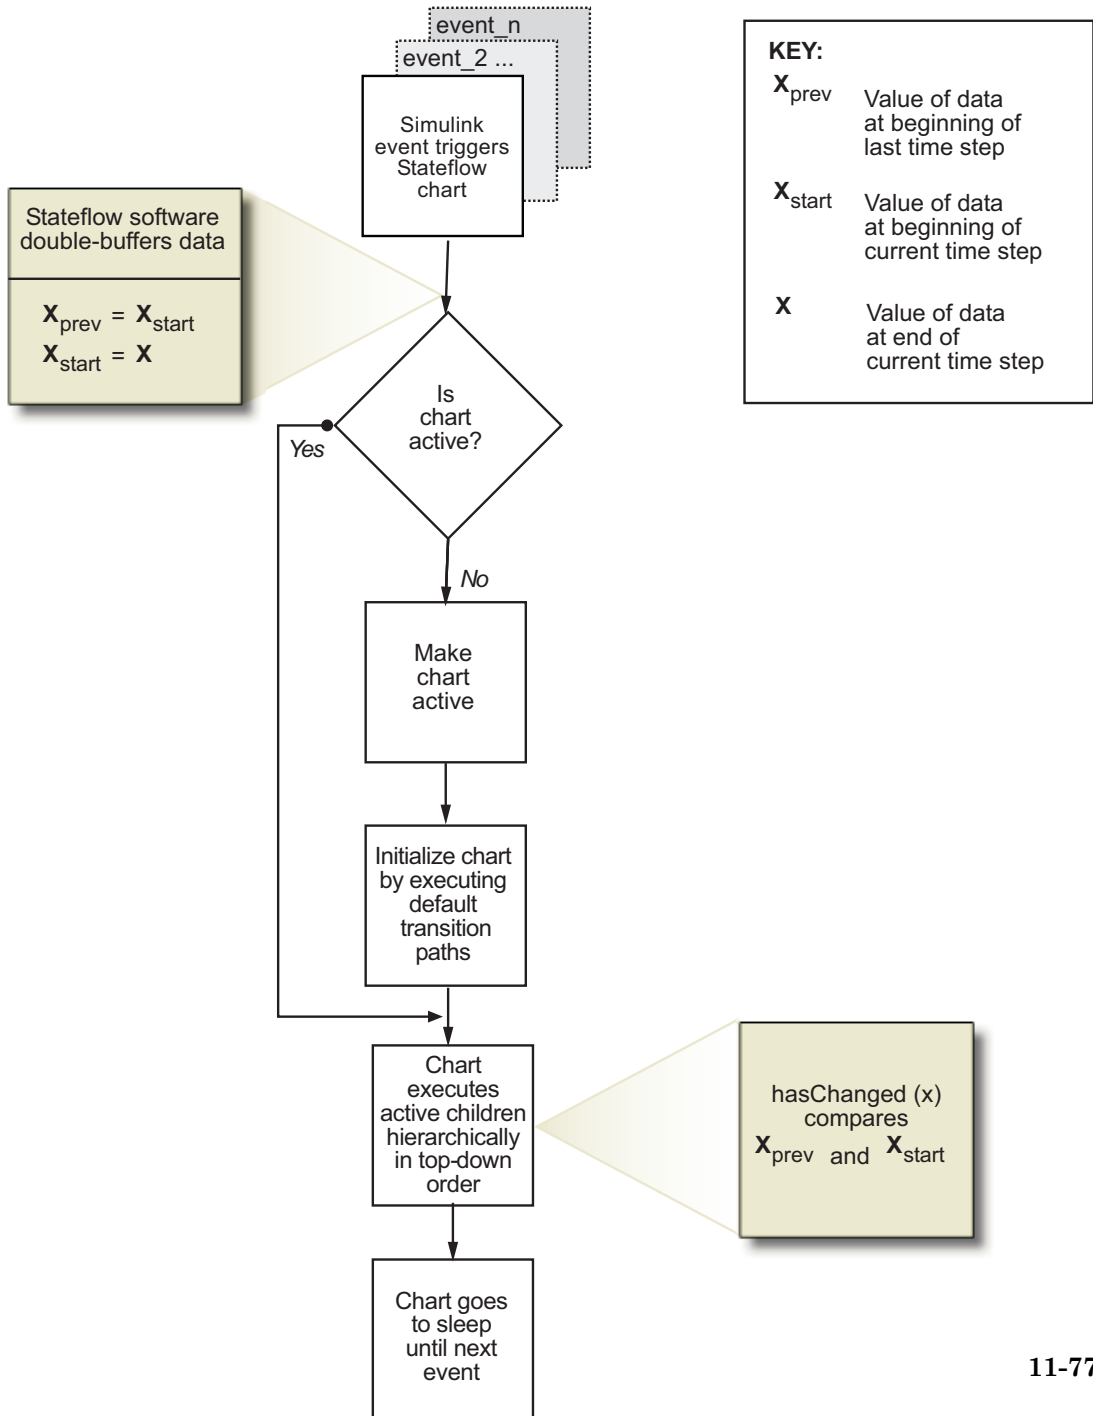 event_n
event_2 ...
Simulink
event triggers
Stateflow
chart
KEY:
Xprev Value of data
at beginning of
last time step
Xstart Value of data
at beginning of
current time step
X Value of data
at end of
current time step
Stateflow software
double-buffers data
Xprev = Xstart
Xstart = X
Is
chart
active?
Yes
No
Make
chart
active
Initialize chart
by executing
default
transition
paths
Chart
executes
active children
hierarchically
in top-down
order
hasChanged (x)
compares
Xprev and Xstart
Chart goes
to sleep
until next
event
11-77